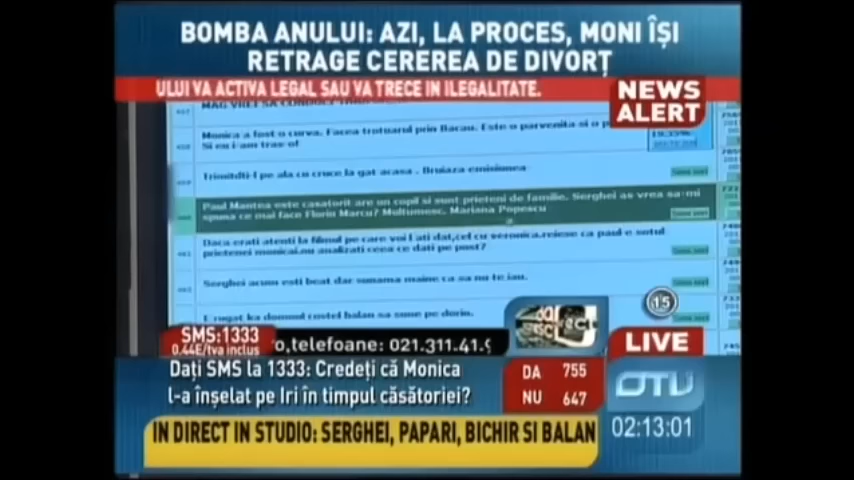 BOMBA ANULUI: AZI, LA PROCES, MONI ÎȘI
RETRAGE CEREREA DE DIVORȚ
ULUI VA ACTIVA LEGAL SAU VA TRECE IN ILEGALITATE.
NEWS
ALERT
Monica a fost o curva. Facea trotuarul prin Bacau. Este o parvenita si o
Si eu i-am tras-o!
Trimitdti-l pe ala cu cruce la gat acasa . Bruiaza emisiunea
Paul Mantea este casatorit are un copil si sunt prieteni de familie. Serghei as vrea sa-mi
spuna ce mai face Florin Marcu? Multumesc. Mariana Popescu
Daca erati atenti la filmul pe care voi l ati dat,cel cu veronica,reiese ca paul e sotul
prietenei monicai.nu analizati ceea ce dati pe post?
Serghei acum esti beat dar sunama maine ca sa nu te iau.
E rugat ka domnul costel balan sa sune pe dorin.
15
SMS:1333
0.44E/tva inclus
o,telefoane: 021.311.41.9
LIVE
Dați SMS la 1333: Credeți că Monica
l-a înșelat pe Iri în timpul căsătoriei?
DA 755
NU 647
OTV
02:13:01
IN DIRECT IN STUDIO: SERGHEI, PAPARI, BICHIR SI BALAN